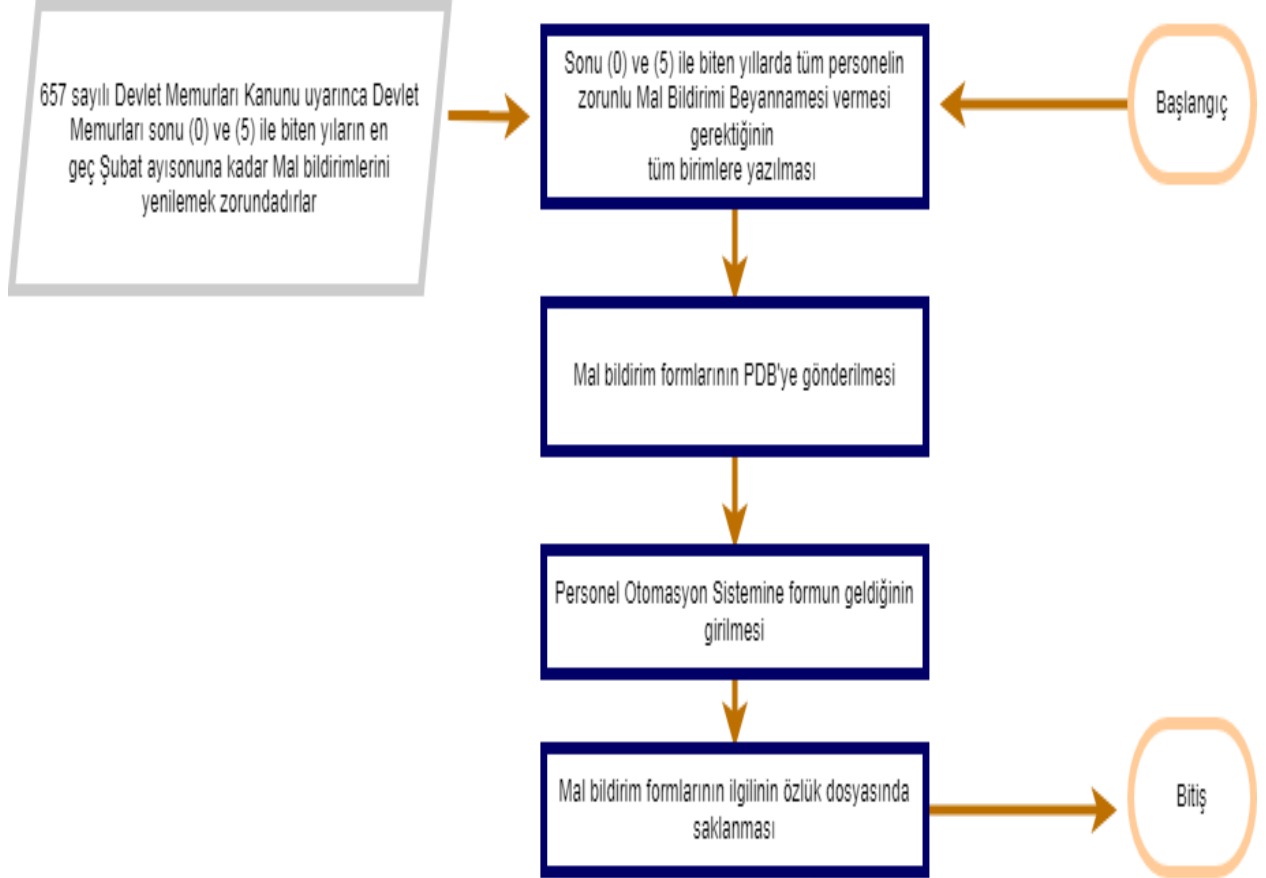 657 sayılı Devlet Memurları Kanunu uyarınca Devlet
Memurları sonu (0) ve (5) ile biten yıların en
geç Şubat ayısonuna kadar Mal bildirimlerini
yenilemek zorundadırlar
Sonu (0) ve (5) ile biten yıllarda tüm personelin
zorunlu Mal Bildirimi Beyannamesi vermesi
gerektiğinin
tüm birimlere yazılması
Başlangıç
Mal bildirim formlarının PDB'ye gönderilmesi
Personel Otomasyon Sistemine formun geldiğinin
girilmesi
Mal bildirim formlarının ilgilinin özlük dosyasında
saklanması
Bitiş